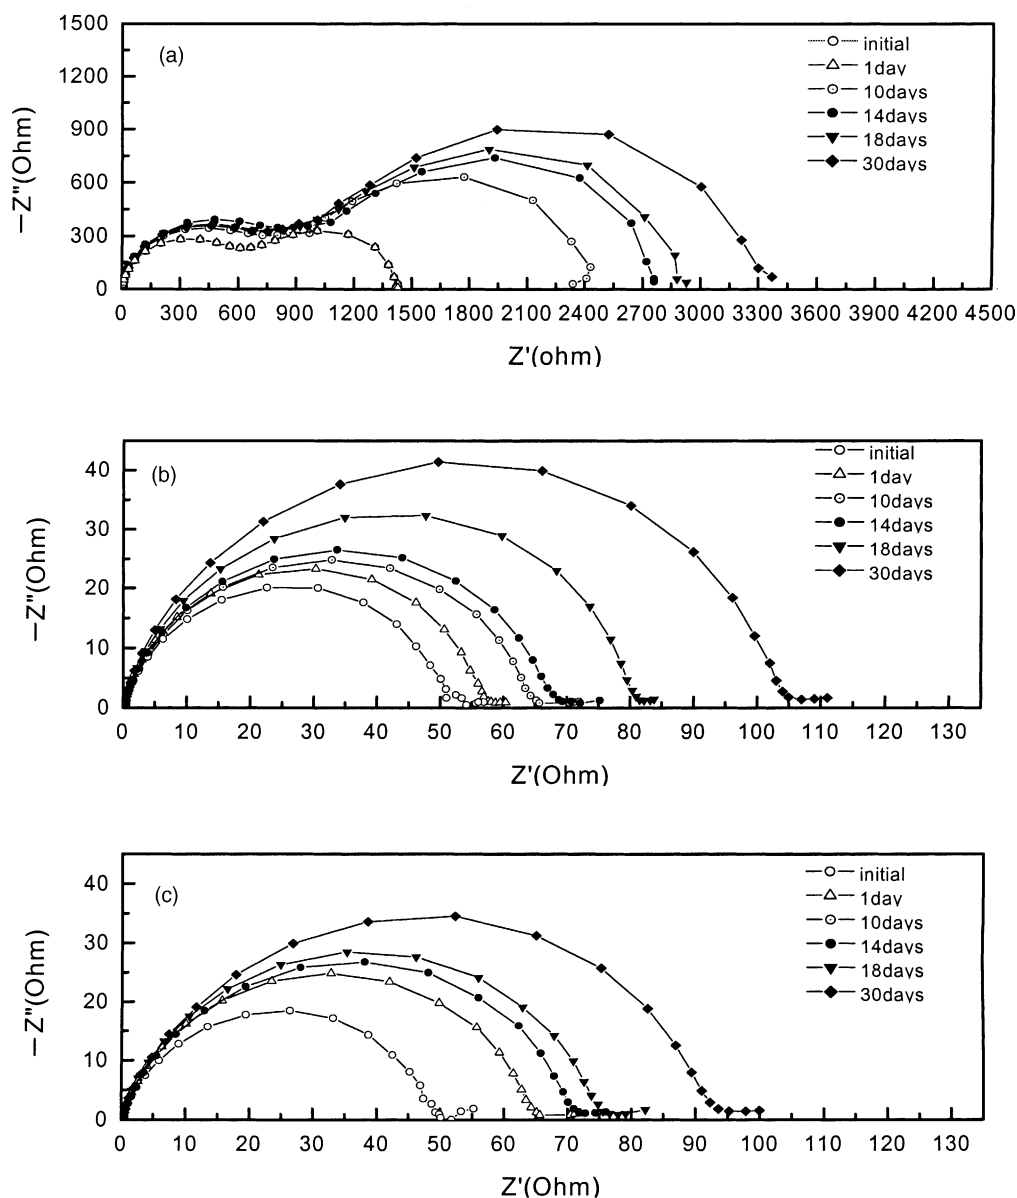 (a)
1500
1200
900
600
300
0
−Z"(Ohm)
initial
1day
10days
14days
18days
30days
0 300 600 900 1200 1500 1800 2100 2400 2700 3000 3300 3600 3900 4200 4500
Z'(ohm)
(b)
40
30
20
10
0
−Z"(Ohm)
initial
1day
10days
14days
18days
30days
0 10 20 30 40 50 60 70 80 90 100 110 120 130
Z'(Ohm)
(c)
40
30
20
10
0
−Z"(Ohm)
initial
1day
10days
14days
18days
30days
0 10 20 30 40 50 60 70 80 90 100 110 120 130
Z'(Ohm)